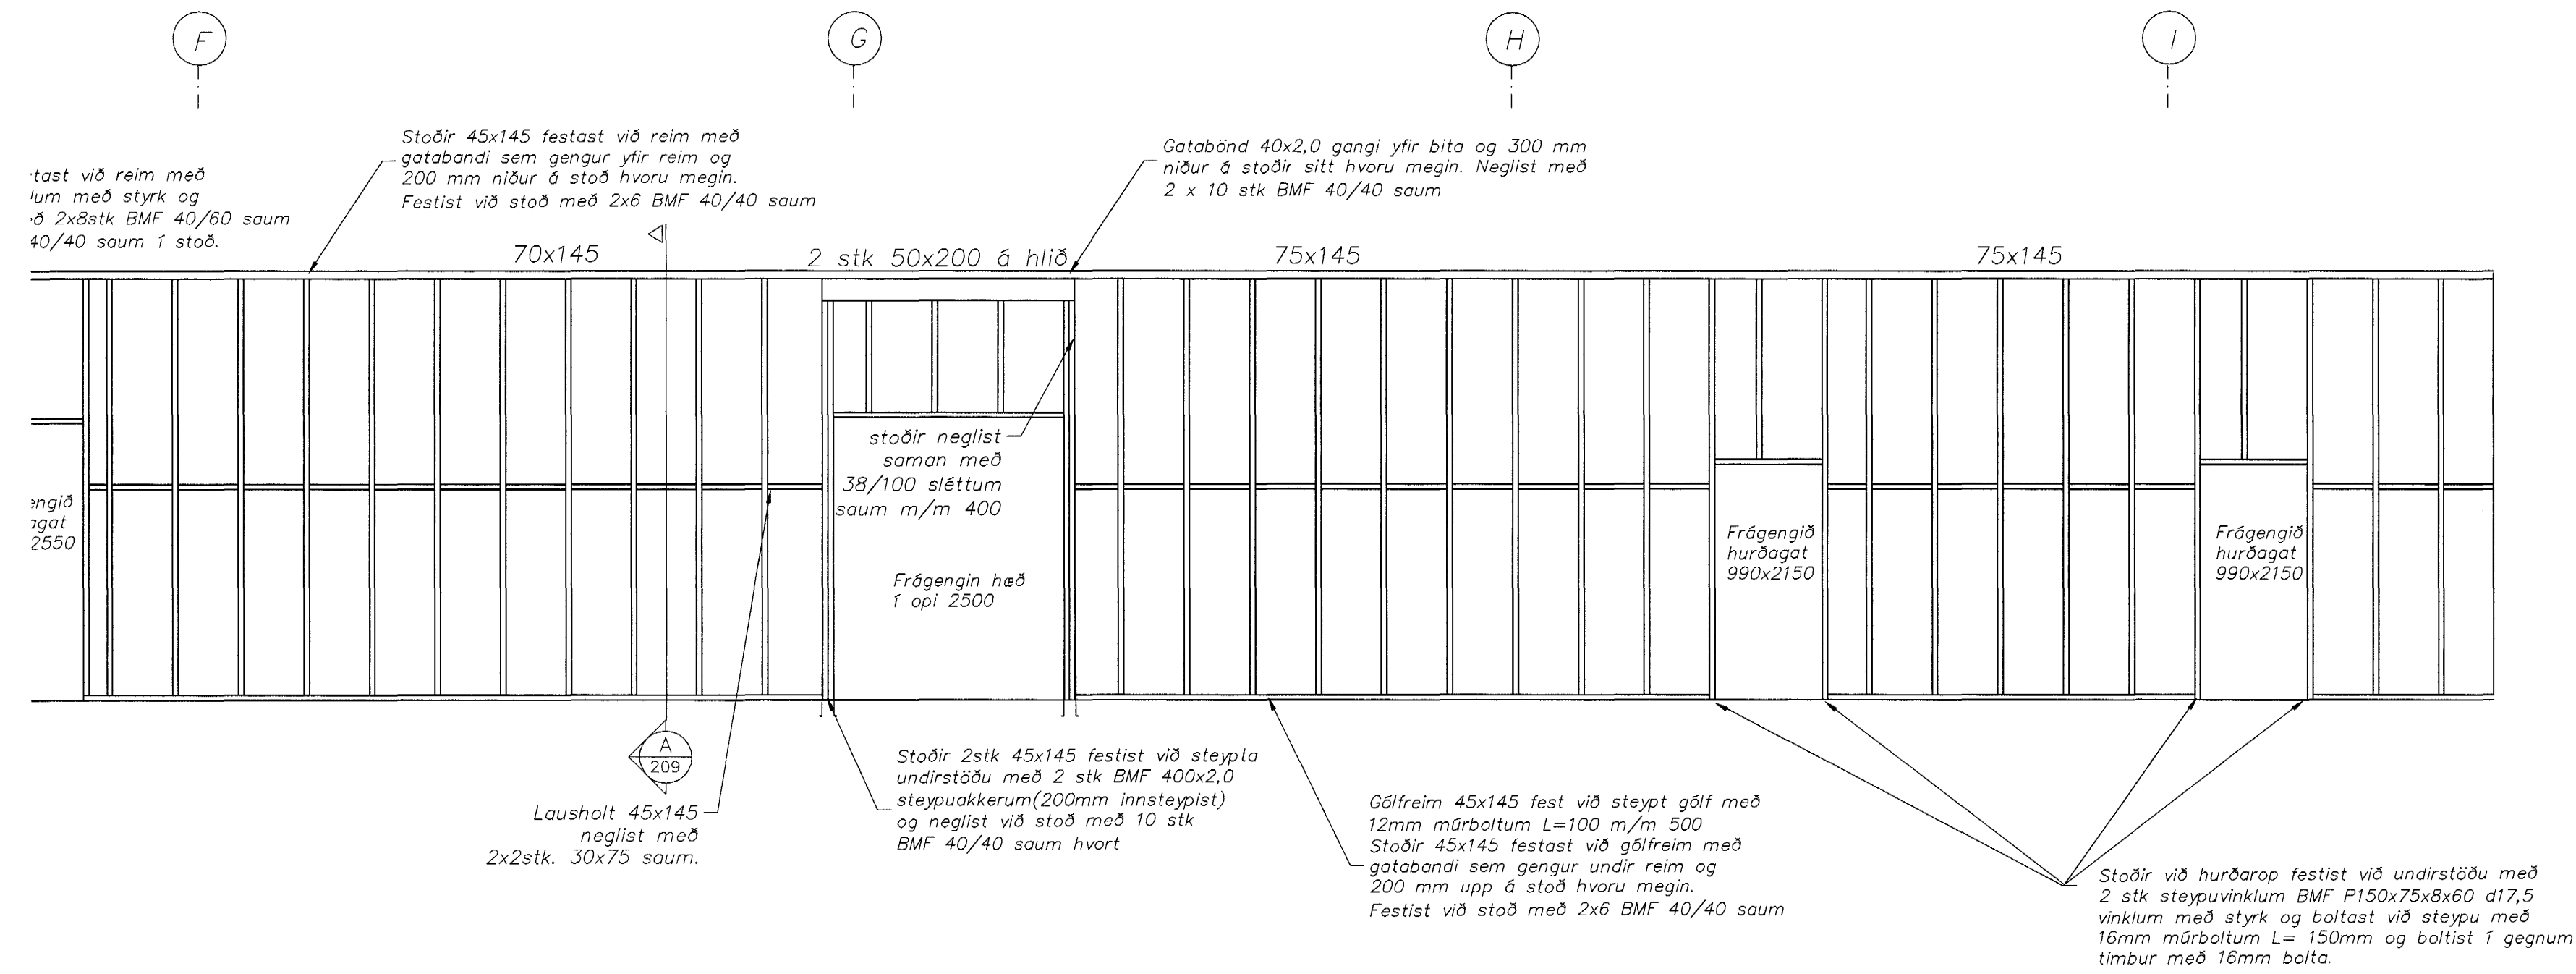 F
G
H
I
tast við reim með
lum með styrk og
ð 2x8stk BMF 40/60 saum
40/40 saum í stoð.
Stoðir 45x145 festast við reim með
gatabandi sem gengur yfir reim og
200 mm niður á stoð hvoru megin.
Festist við stoð með 2x6 BMF 40/40 saum
Gatabönd 40x2,0 gangi yfir bita og 300 mm
niður á stoðir sitt hvoru megin. Neglist með
2 x 10 stk BMF 40/40 saum
70x145
2 stk 50x200 á hlið
75x145
75x145
engið
agat
2550
stoðir neglist
saman með
38/100 sléttum
saum m/m 400
Frágengin hæð
í opi 2500
Frágengið
hurðagat
990x2150
Frágengið
hurðagat
990x2150
A
209
Lausholt 45x145
neglist með
2x2stk. 30x75 saum.
Stoðir 2stk 45x145 festist við steypta
undirstöðu með 2 stk BMF 400x2,0
steypuakkerum(200mm innsteypist)
og neglist við stoð með 10 stk
BMF 40/40 saum hvort
Gólfreim 45x145 fest við steypt gólf með
12mm múrboltum L=100 m/m 500
Stoðir 45x145 festast við gólfreim með
gatabandi sem gengur undir reim og
200 mm upp á stoð hvoru megin.
Festist við stoð með 2x6 BMF 40/40 saum
Stoðir við hurðarop festist við undirstöðu með
2 stk steypuvinklum BMF P150x75x8x60 d17,5
vinklum með styrk og boltast við steypu með
16mm múrboltum L= 150mm og boltist í gegnum
timbur með 16mm bolta.